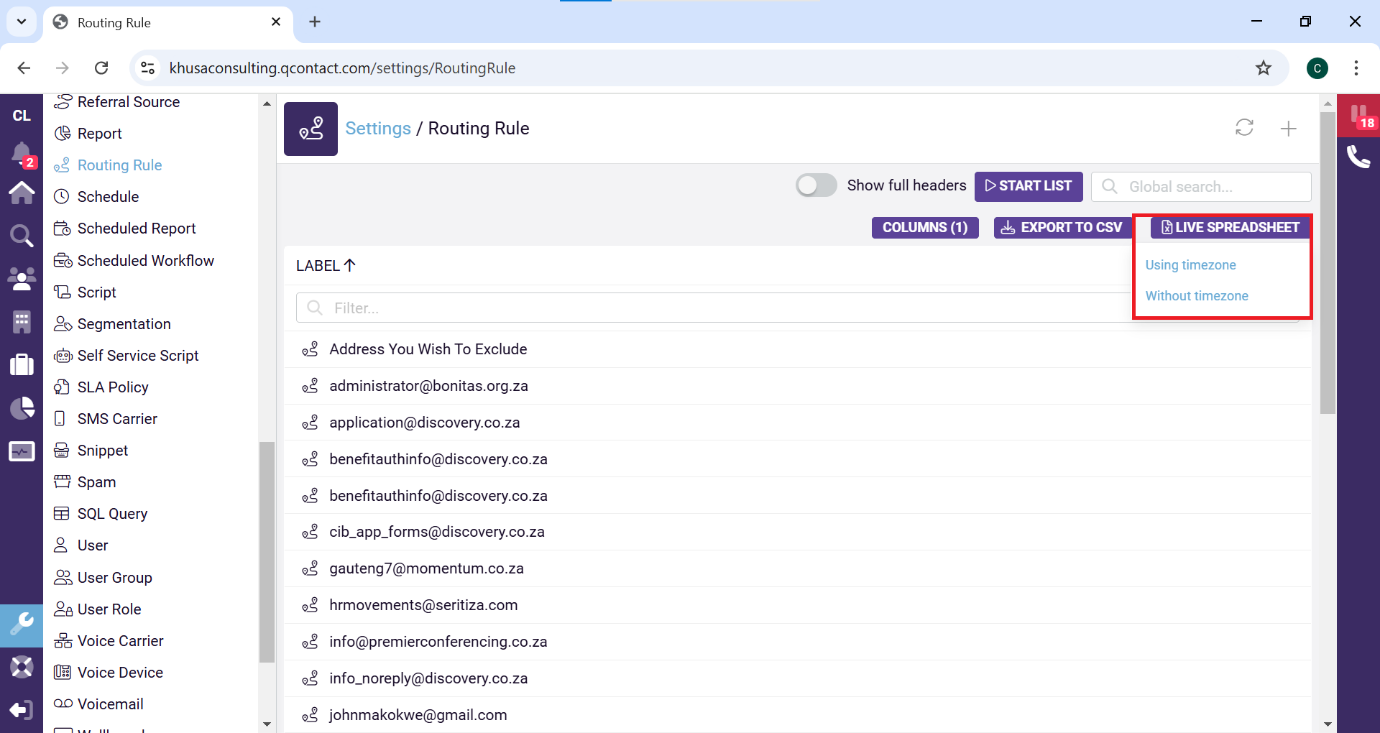 Routing Rule
khusaconsulting.qcontact.com/settings/RoutingRule
C
CL
2
Referral Source
Report
Routing Rule
Schedule
Scheduled Report
Scheduled Workflow
Script
Segmentation
Self Service Script
SLA Policy
SMS Carrier
Snippet
Spam
SQL Query
User
User Group
User Role
Voice Carrier
Voice Device
Voicemail
Settings / Routing Rule
18
Show full headers
START LIST
Global search...
COLUMNS (1)
EXPORT TO CSV
LIVE SPREADSHEET
Using timezone
Without timezone
LABEL
Filter...
Address You Wish To Exclude
administrator@bonitas.org.za
application@discovery.co.za
benefitauthinfo@discovery.co.za
benefitauthinfo@discovery.co.za
cib_app_forms@discovery.co.za
gauteng7@momentum.co.za
hrmovements@seritiza.com
info@premierconferencing.co.za
info_noreply@discovery.co.za
johnmakokwe@gmail.com